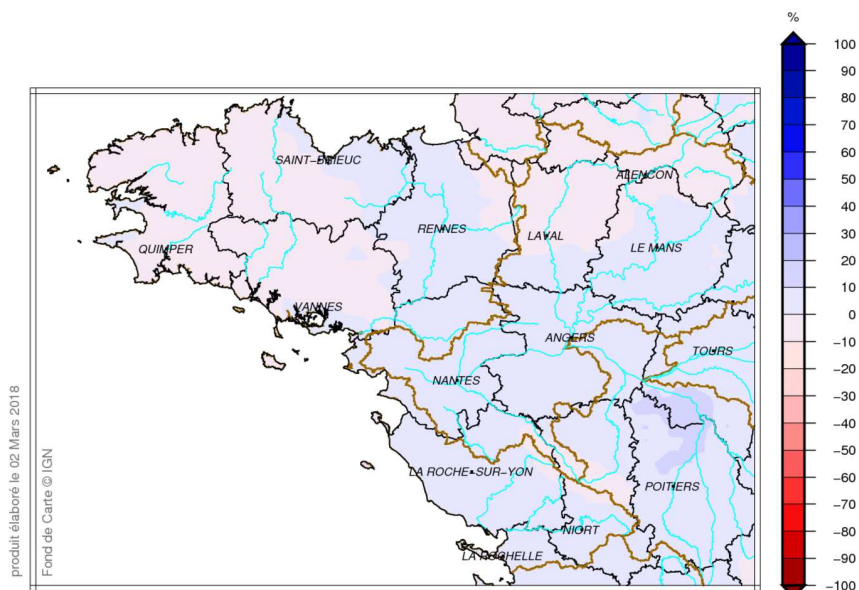 %
100
90
80
70
60
50
40
30
20
10
0
−10
−20
−30
−40
−50
−60
−70
−80
−90
−100
SAINT−BRIEUC
ALENCON
RENNES
LAVAL
LE MANS
QUIMPER
VANNES
ANGERS
TOURS
NANTES
LA ROCHE−SUR−YON
POITIERS
NIORT
LA ROCHELLE
produit élaboré le 02 Mars 2018
Fond de Carte © IGN